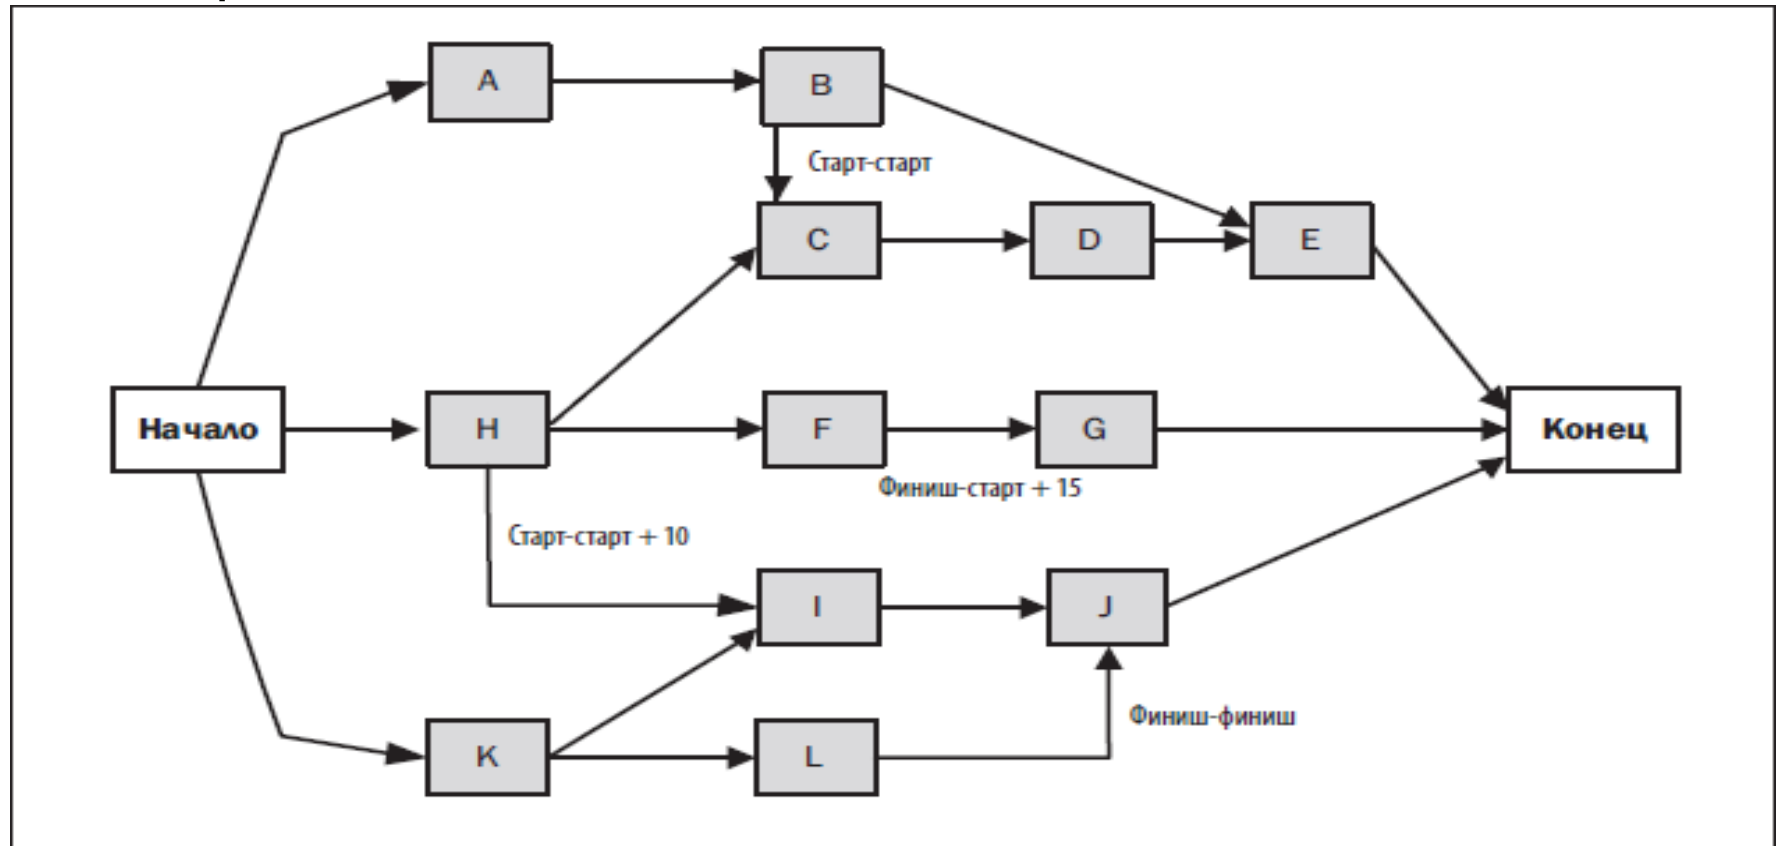 A
B
Старт-старт
C
D
E
Начало
H
F
G
Конец
Финиш-старт + 15
Старт-старт + 10
I
J
Финиш-финиш
K
L